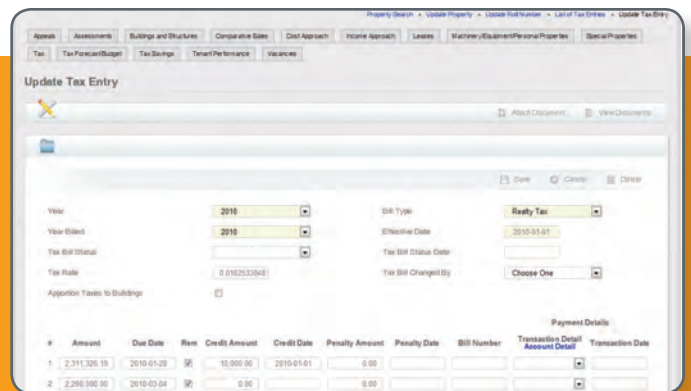 Property Search • Update Property • Update Roll Number • List of Tax Entries • Update Tax Entry
Appeals Assessments Buildings and Structures Comparative Sales Cost Approach Income Approach Leases Machinery/Equipment/Personal Properties Special Properties
Tax Tax Forecast/Budget Tax Savings Tenant Performance Vacancies
Update Tax Entry
Attach Document View Documents
Save Cancel Delete
Year 2010 Bill Type Realty Tax
Year Billed 2010 Effective Date 2010-01-01
Tax Bill Status Tax Bill Status Date
Tax Rate Tax Bill Changed By Choose One
Apportion Taxes to Buildings
Payment Details
# Amount Due Date Rem Credit Amount Credit Date Penalty Amount Penalty Date Bill Number Transaction Detail Account Detail Transaction Date
1 2,311,326.19 2010-01-20 10,000.00 2010-01-01 0.00
2 2,200,000.00 2010-03-04 0.00 0.00